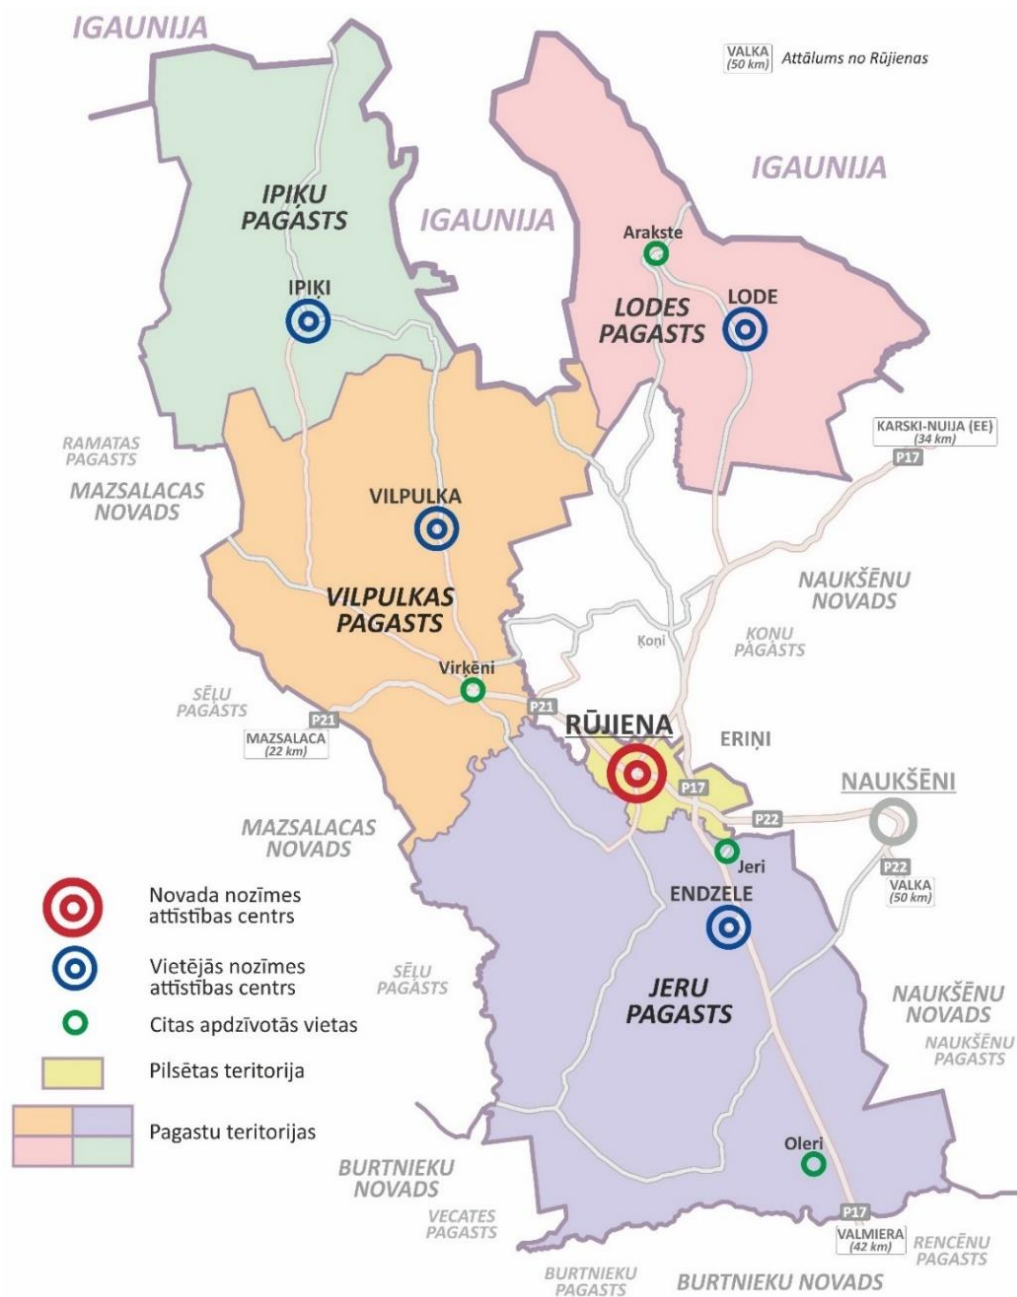 IGAUNIJA
VALKA
(50 km)
Attālums no Rūjienas
IGAUNIJA
IGAUNIJA
IPIĶU
PAGASTS
Arakste
IPIĶI
LODE
LODES
PAGASTS
KARSKI-NUIJA (EE)
(34 km)
P17
RAMATAS
PAGASTS
MAZSALACAS
NOVADS
VILPULKA
VILPULKAS
PAGASTS
NAUKŠĒNU
NOVADS
Ķoņi
ĶOŅU
PAGASTS
Virķēni
SĒĻU
PAGASTS
P21
MAZSALACA
(22 km)
P21
RŪJIENA
ERIŅI
P17
NAUKŠĒNI
P22
MAZSALACAS
NOVADS
Jeri
P22
VALKA
(50 km)
ENDZELE
Novada nozīmes
attīstības centrs
Vietējās nozīmes
attīstības centrs
SĒĻU
PAGASTS
JERU
PAGASTS
NAUKŠĒNU
NOVADS
NAUKŠĒNU
PAGASTS
Citas apdzīvotās vietas
Pilsētas teritorija
Pagastu teritorijas
Oleri
BURTNIEKU
NOVADS
VECATES
PAGASTS
P17
VALMIERA
(42 km)
RENCĒNU
PAGASTS
BURTNIEKU
PAGASTS
BURTNIEKU NOVADS